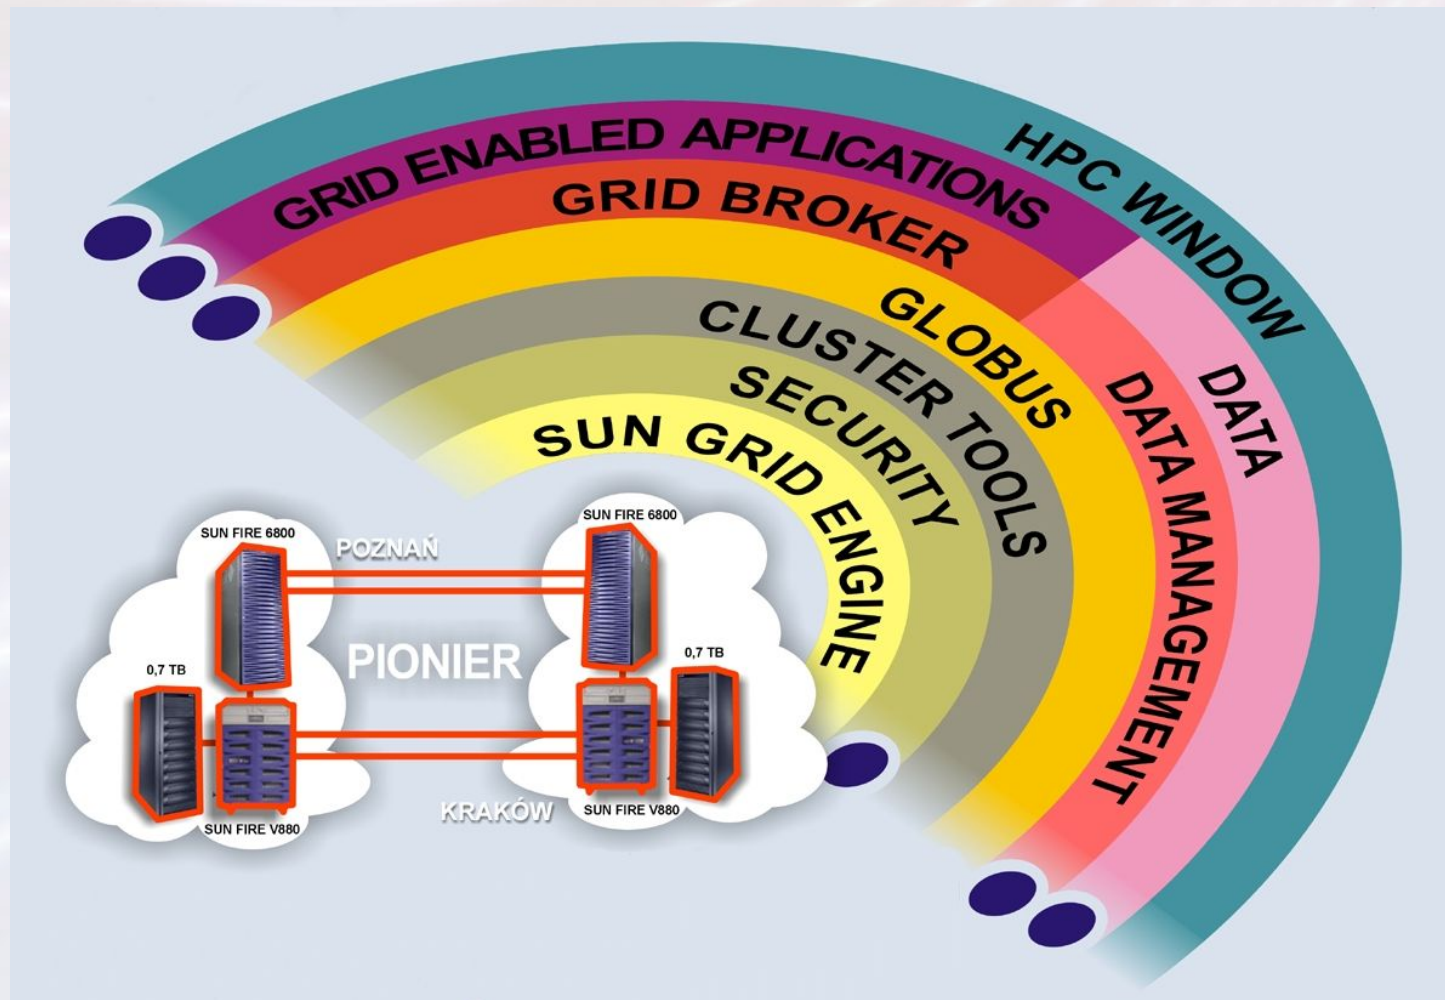 HPC WINDOW
GRID ENABLED APPLICATIONS
DATA
GRID BROKER
DATA MANAGEMENT
GLOBUS
CLUSTER TOOLS
SECURITY
SUN GRID ENGINE
SUN FIRE 6800
SUN FIRE 6800
POZNAŃ
PIONIER
0,7 TB
0,7 TB
KRAKÓW
SUN FIRE V880
SUN FIRE V880